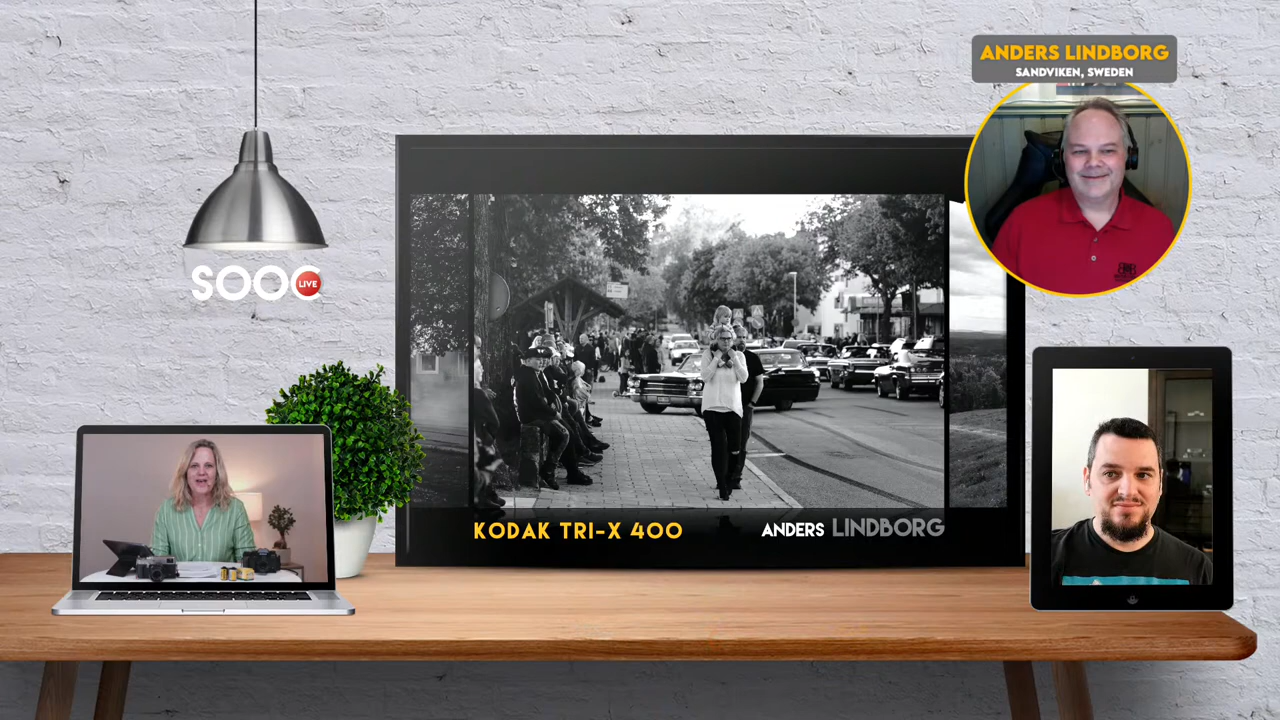 ANDERS LINDBORG
SANDVIKEN, SWEDEN
SOOC
LIVE
KODAK TRI-X 400
ANDERS LINDBORG